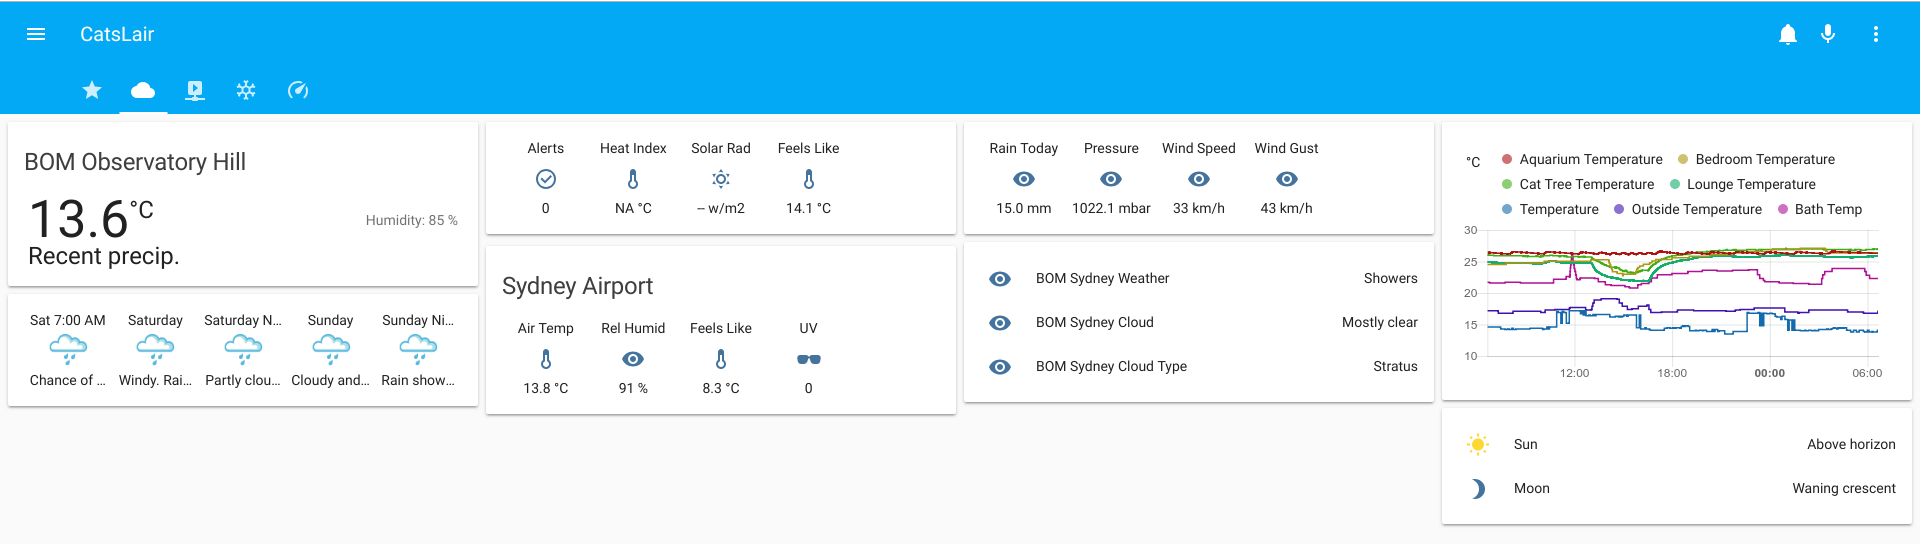 CatsLair
BOM Observatory Hill
13.6°C
Humidity: 85 %
Recent precip.
Sat 7:00 AM Saturday Saturday N... Sunday Sunday Ni...
Chance of ... Windy. Rai... Partly clou... Cloudy and... Rain show...
Alerts Heat Index Solar Rad Feels Like
0 NA °C -- w/m2 14.1 °C
Sydney Airport
Air Temp Rel Humid Feels Like UV
13.8 °C 91 % 8.3 °C 0
Rain Today Pressure Wind Speed Wind Gust
15.0 mm 1022.1 mbar 33 km/h 43 km/h
BOM Sydney Weather Showers
BOM Sydney Cloud Mostly clear
BOM Sydney Cloud Type Stratus
°C Aquarium Temperature Bedroom Temperature
Cat Tree Temperature Lounge Temperature
Temperature Outside Temperature Bath Temp
30
25
20
15
10
12:00 18:00 00:00 06:00
Sun Above horizon
Moon Waning crescent